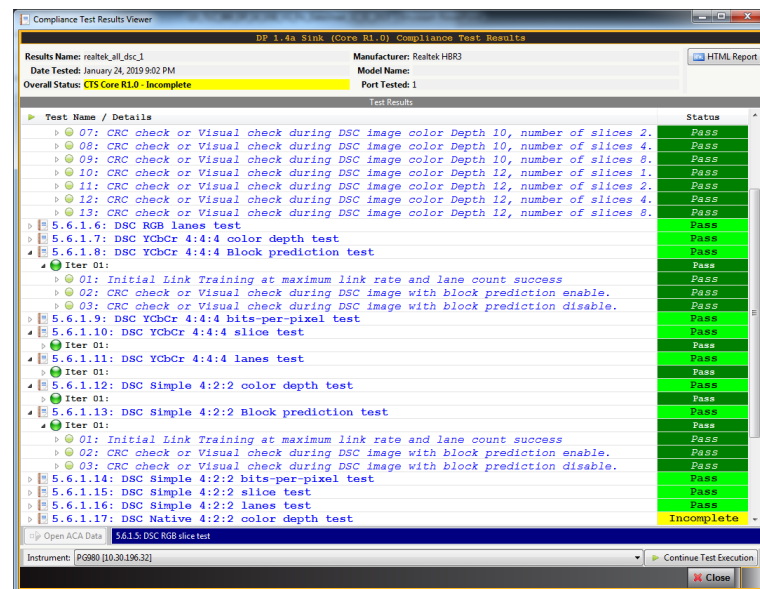 Compliance Test Results Viewer
DP 1.4a Sink (Core R1.0) Compliance Test Results
Results Name: realtek_all_dsc_1 Manufacturer: Realtek HBR3 HTML Report
Date Tested: January 24, 2019 9:02 PM Model Name:
Overall Status: CTS Core R1.0 - Incomplete Port Tested: 1
Test Results
Test Name / Details Status
07: CRC check or Visual check during DSC image color Depth 10, number of slices 2. Pass
08: CRC check or Visual check during DSC image color Depth 10, number of slices 4. Pass
09: CRC check or Visual check during DSC image color Depth 10, number of slices 8. Pass
10: CRC check or Visual check during DSC image color Depth 12, number of slices 1. Pass
11: CRC check or Visual check during DSC image color Depth 12, number of slices 2. Pass
12: CRC check or Visual check during DSC image color Depth 12, number of slices 4. Pass
13: CRC check or Visual check during DSC image color Depth 12, number of slices 8. Pass
5.6.1.6: DSC RGB lanes test Pass
5.6.1.7: DSC YCbCr 4:4:4 color depth test Pass
5.6.1.8: DSC YCbCr 4:4:4 Block prediction test Pass
Iter 01: Pass
01: Initial Link Training at maximum link rate and lane count success Pass
02: CRC check or Visual check during DSC image with block prediction enable. Pass
03: CRC check or Visual check during DSC image with block prediction disable. Pass
5.6.1.9: DSC YCbCr 4:4:4 bits-per-pixel test Pass
5.6.1.10: DSC YCbCr 4:4:4 slice test Pass
Iter 01: Pass
5.6.1.11: DSC YCbCr 4:4:4 lanes test Pass
Iter 01: Pass
5.6.1.12: DSC Simple 4:2:2 color depth test Pass
Iter 01: Pass
5.6.1.13: DSC Simple 4:2:2 Block prediction test Pass
Iter 01: Pass
01: Initial Link Training at maximum link rate and lane count success Pass
02: CRC check or Visual check during DSC image with block prediction enable. Pass
03: CRC check or Visual check during DSC image with block prediction disable. Pass
5.6.1.14: DSC Simple 4:2:2 bits-per-pixel test Pass
5.6.1.15: DSC Simple 4:2:2 slice test Pass
5.6.1.16: DSC Simple 4:2:2 lanes test Pass
5.6.1.17: DSC Native 4:2:2 color depth test Incomplete
Open ACA Data 5.6.1.5: DSC RGB slice test
Instrument: PG980 [10.30.196.32] Continue Test Execution
Close